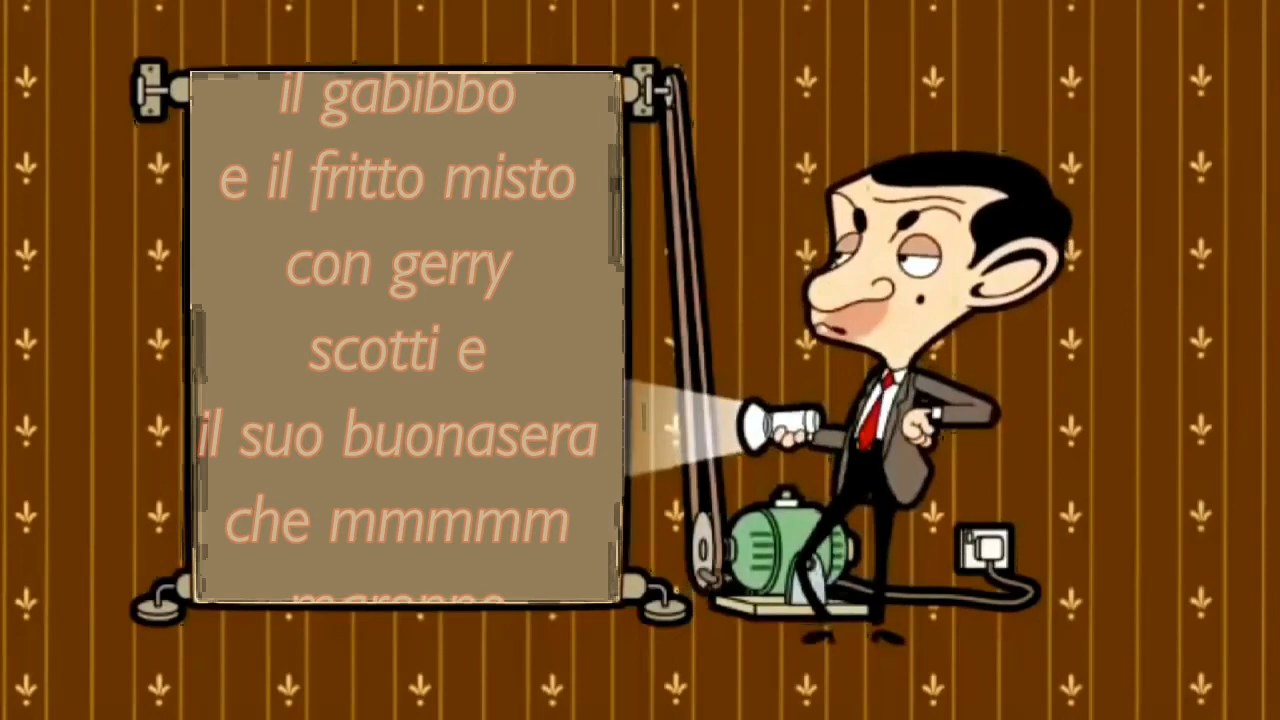 il gabibbo
e il fritto misto
con gerry
scotti e
il suo buonasera
che mmmmm